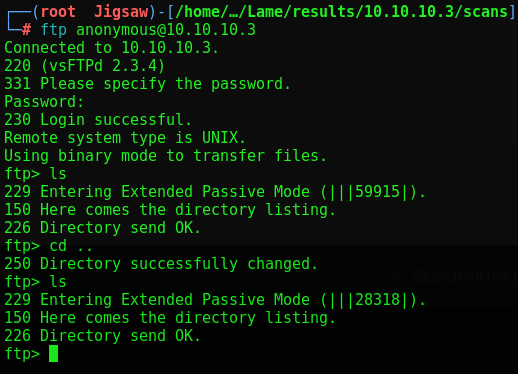 ┌──(root  Jigsaw)-[/home/…/Lame/results/10.10.10.3/scans]
└─# ftp anonymous@10.10.10.3
Connected to 10.10.10.3.
220 (vsFTPd 2.3.4)
331 Please specify the password.
Password:
230 Login successful.
Remote system type is UNIX.
Using binary mode to transfer files.
ftp> ls
229 Entering Extended Passive Mode (|||59915|).
150 Here comes the directory listing.
226 Directory send OK.
ftp> cd ..
250 Directory successfully changed.
ftp> ls
229 Entering Extended Passive Mode (|||28318|).
150 Here comes the directory listing.
226 Directory send OK.
ftp>